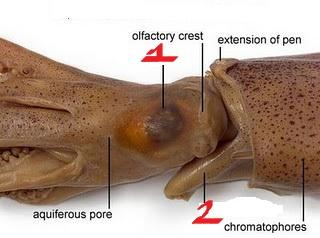 olfactory crest
extension of pen
1
2
aquiferous pore
chromatophores